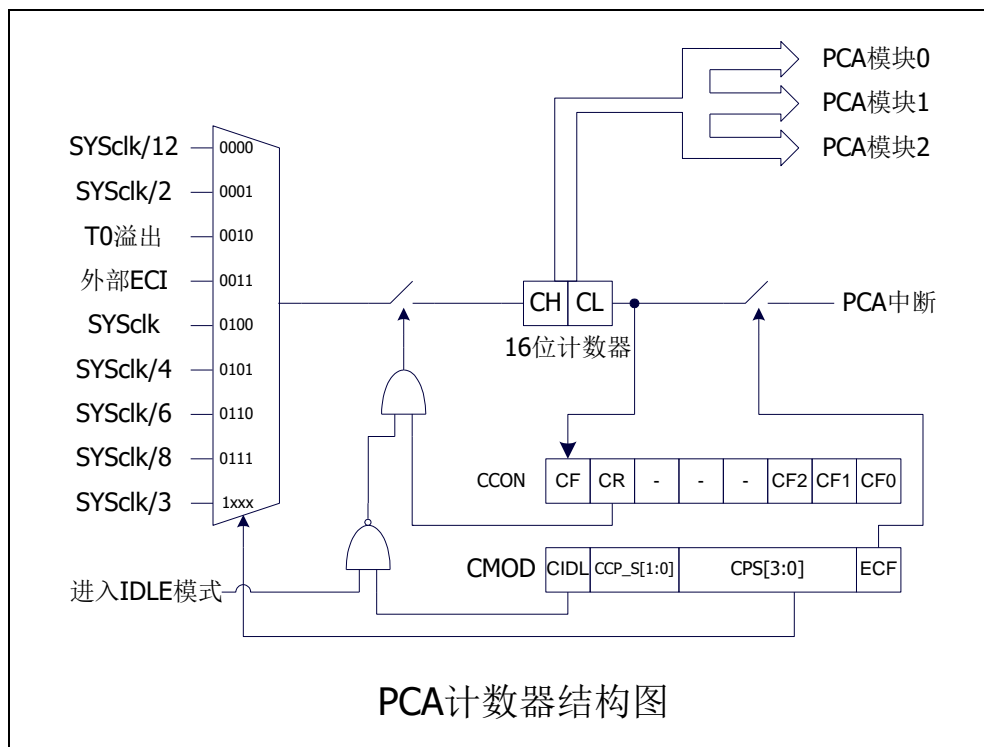 PCA模块0
PCA模块1
PCA模块2
SYSclk/12 0000
SYSclk/2 0001
T0溢出 0010
外部ECI 0011
SYSclk 0100
SYSclk/4 0101
SYSclk/6 0110
SYSclk/8 0111
SYSclk/3 1xxx
CH CL
16位计数器
PCA中断
CCON CF CR - - - CF2 CF1 CF0
CMOD CIDL CCP_S[1:0] CPS[3:0] ECF
进入IDLE模式
PCA计数器结构图